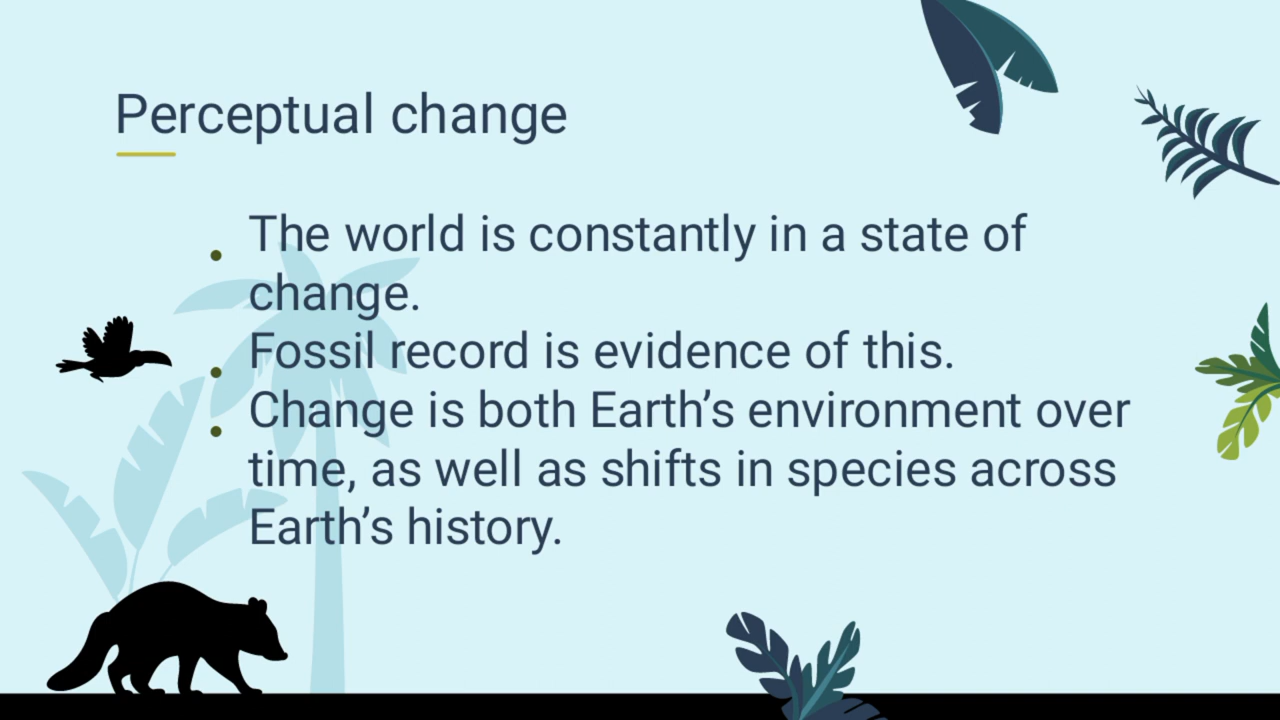 Perceptual change
• The world is constantly in a state of
change.
• Fossil record is evidence of this.
• Change is both Earth’s environment over
time, as well as shifts in species across
Earth’s history.